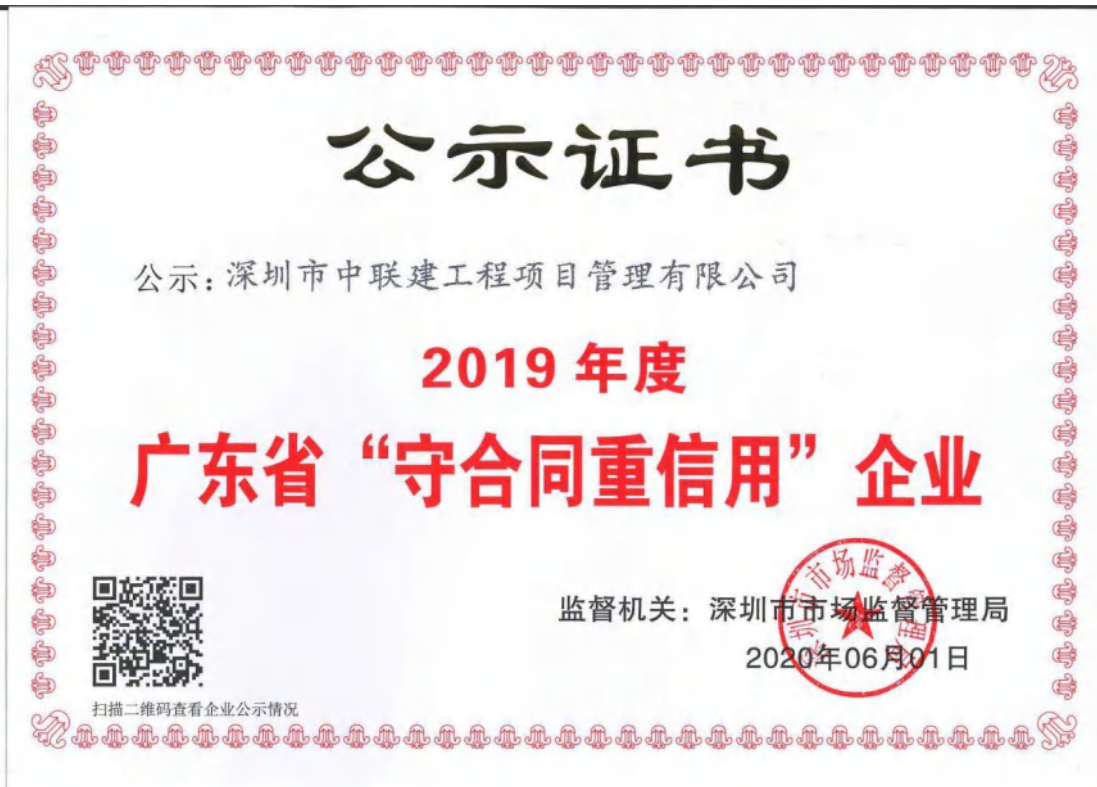 公示证书
公示：深圳市中联建工程项目管理有限公司
2019 年度
广东省“守合同重信用”企业
监督机关：深圳市市场监督管理局
2020年06月01日
深圳市市场监督管理局
扫描二维码查看企业公示情况